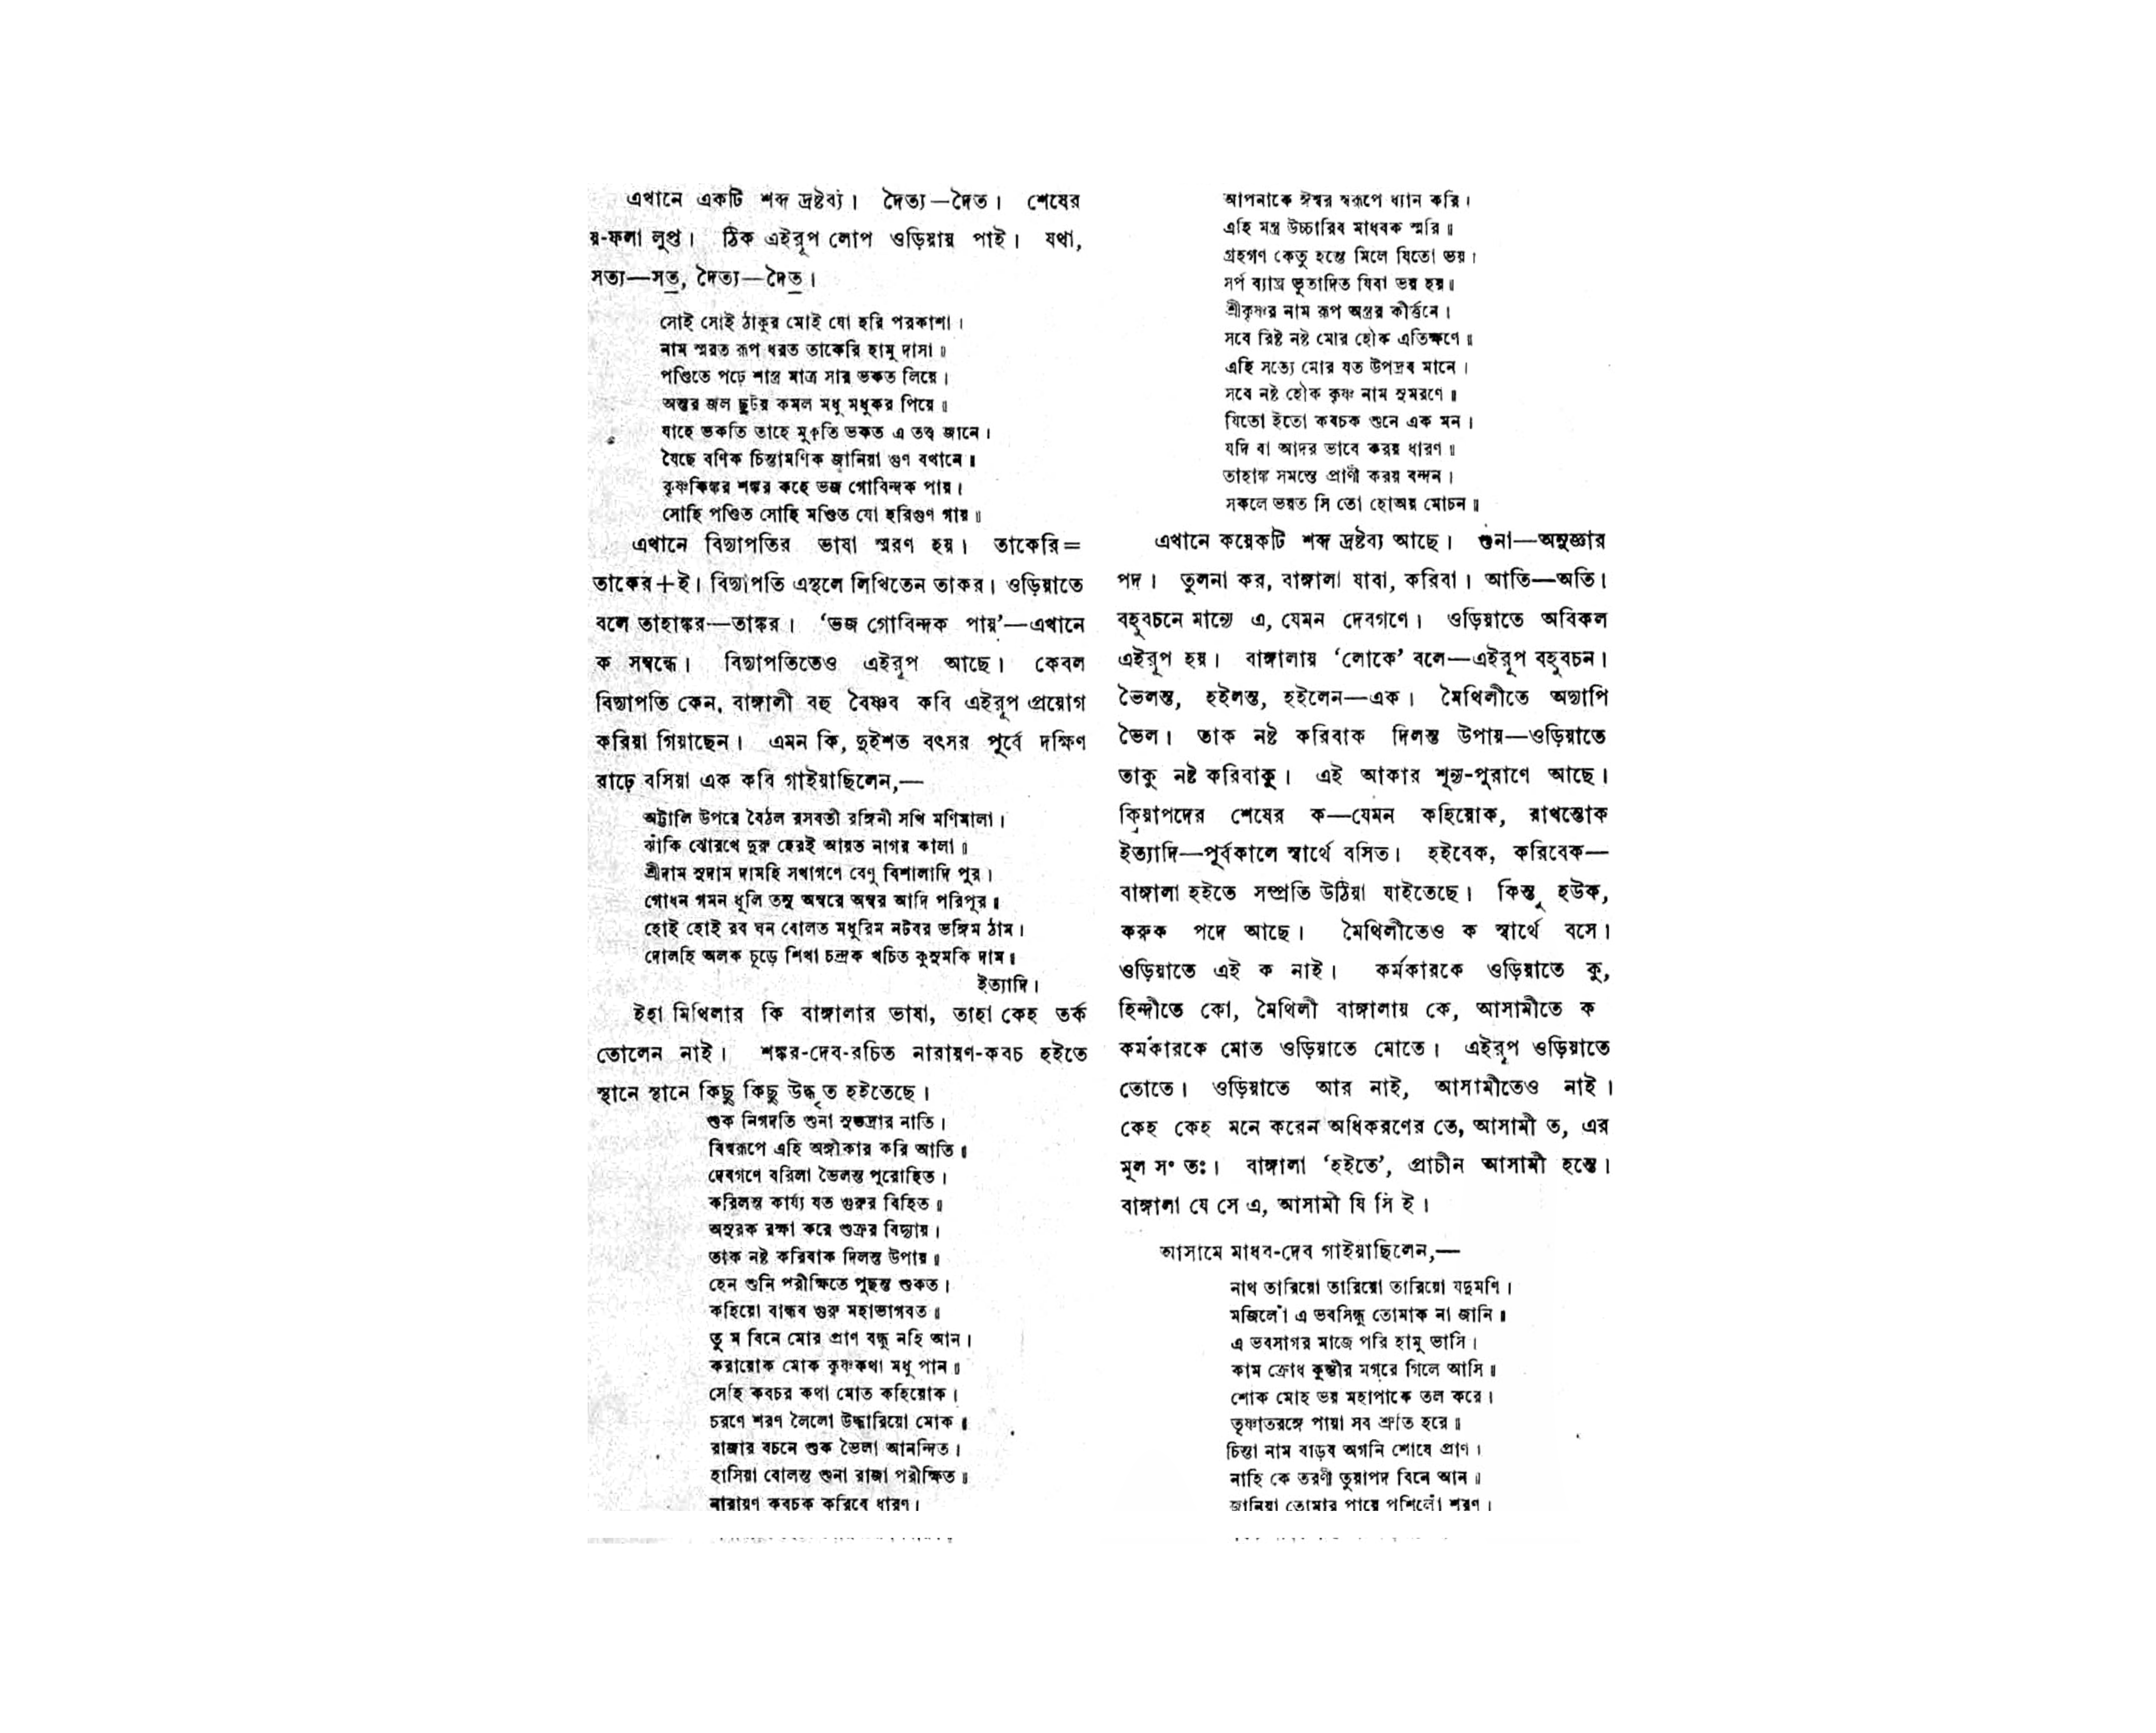 এখানে একটি শব্দ দ্রষ্টব্য। দৈত্য—দৈত। শেষের
য়-ফলা লুপ্ত। ঠিক এইরূপ লোপ ওড়িয়ায় পাই। যথা,
সত্য—সত, দৈত্য—দৈত।
সোই সোই ঠাকুর মোই যো হরি পরকাশা।
নাম স্মরত রূপ ধরত তাকেরি হামু দাসা॥
পণ্ডিতে পঢ়ে শাস্ত্র মাত্র সার ভকত লিয়ে।
অন্তর জল ছুটয় কমল মধু মধুকর পিয়ে॥
যাহে ভকতি তাহে মুকতি ভকত এ তত্ত্ব জানে।
যৈছে বণিক চিন্তামণিক জানিয়া গুণ বখানে॥
কৃষ্ণকিঙ্কর শঙ্কর কহে ভজ গোবিন্দক পায়।
সোহি পণ্ডিত সোহি মণ্ডিত যো হরিগুণ গায়॥
এখানে বিদ্যাপতির ভাষা স্মরণ হয়। তাকেরি=
তাকের+ই। বিদ্যাপতি এস্থলে লিখিতেন তাকর। ওড়িয়াতে
বলে তাহাঙ্কর—তাঙ্কর। ‘ভজ গোবিন্দক পায়’—এখানে
ক সম্বন্ধে। বিদ্যাপতিতেও এইরূপ আছে। কেবল
বিদ্যাপতি কেন, বাঙ্গালী বহু বৈষ্ণব কবি এইরূপ প্রয়োগ
করিয়া গিয়াছেন। এমন কি, দুইশত বৎসর পূর্বে দক্ষিণ
রাঢ়ে বসিয়া এক কবি গাইয়াছিলেন,—
অট্টালি উপরে বৈঠল রসবতী রঙ্গিনী সখি মণিমালা।
ঝাঁকি ঝোরখে দুরু হেরই আয়ত নাগর কালা॥
শ্রীদাম সুদাম দামহি সখাগণে বেণু বিশালাদি পুর।
গোধন গমন ধূলি তনু অম্বরে অম্বর আদি পরিপূর॥
হোই হোই রব ঘন বোলত মধুরিম নটবর ভঙ্গিম ঠাম।
দোলহি অলক চূড়ে শিখা চন্দ্রক খচিত কুসুমকি দাম॥
ইত্যাদি।
ইহা মিথিলার কি বাঙ্গালার ভাষা, তাহা কেহ তর্ক
তোলেন নাই। শঙ্কর-দেব-রচিত নারায়ণ-কবচ হইতে
স্থানে স্থানে কিছু কিছু উদ্ধৃত হইতেছে।
শুক নিগদতি শুনা সুভদ্রার নাতি।
বিশ্বরূপে এহি অঙ্গীকার করি আতি॥
দেবগণে বরিলা ভৈলন্ত পুরোহিত।
করিলন্ত কার্য্য যত গুরুর বিহিত॥
অসুরক রক্ষা করে শুক্রর বিদ্যায়।
তাক নষ্ট করিবাক দিলন্ত উপায়॥
হেন শুনি পরীক্ষিতে পুছন্ত শুকত।
কহিয়ো বান্ধব গুরু মহাভাগবত॥
তুমি বিনে মোর প্রাণ বন্ধু নহি আন।
করায়োক মোক কৃষ্ণকথা মধু পান॥
সেহি কবচর কথা মোত কহিয়োক।
চরণে শরণ লৈলো উদ্ধারিয়ো মোক॥
রাজার বচনে শুক ভৈলা আনন্দিত।
হাসিয়া বোলন্ত শুনা রাজা পরীক্ষিত॥
নারায়ণ কবচক করিবে ধারণ।
আপনাকে ঈশ্বর স্বরূপে ধ্যান করি।
এহি মন্ত্র উচ্চারিব মাধবক স্মরি॥
গ্রহগণ কেতু হন্তে মিলে যিতো ভয়।
সর্প ব্যাঘ্র ভূতাদিত যিবা ভয় হয়॥
শ্রীকৃষ্ণর নাম রূপ অস্ত্রর কীর্ত্তনে।
সবে রিষ্ট নষ্ট মোর হৌক এতিক্ষণে॥
এহি সত্যে মোর যত উপদ্রব মানে।
সবে নষ্ট হৌক কৃষ্ণ নাম সুমরণে॥
যিতো ইতো কবচক শুনে এক মন।
যদি বা আদর ভাবে করয় ধারণ॥
তাহাঙ্ক সমস্তে প্রাণী করয় বন্দন।
সকলে ভয়ত সি তো হোঅয় মোচন॥
এখানে কয়েকটি শব্দ দ্রষ্টব্য আছে। শুনা—অনুজ্ঞার
পদ। তুলনা কর, বাঙ্গালা যাবা, করিবা। আতি—অতি।
বহুবচনে মান্যে এ, যেমন দেবগণে। ওড়িয়াতে অবিকল
এইরূপ হয়। বাঙ্গালায় ‘লোকে’ বলে—এইরূপ বহুবচন।
ভৈলন্ত, হইলন্ত, হইলেন—এক। মৈথিলীতে অদ্যাপি
ভৈল। তাক নষ্ট করিবাক দিলন্ত উপায়—ওড়িয়াতে
তাকু নষ্ট করিবাকু। এই আকার শূন্য-পুরাণে আছে।
ক্রিয়াপদের শেষের ক—যেমন কহিয়োক, রাখন্তোক
ইত্যাদি—পূর্বকালে স্বার্থে বসিত। হইবেক, করিবেক—
বাঙ্গালা হইতে সম্প্রতি উঠিয়া যাইতেছে। কিন্তু হউক,
করুক পদে আছে। মৈথিলীতেও ক স্বার্থে বসে।
ওড়িয়াতে এই ক নাই। কর্মকারকে ওড়িয়াতে কু,
হিন্দীতে কো, মৈথিলী বাঙ্গালায় কে, আসামীতে ক
কর্মকারকে মোত ওড়িয়াতে মোতে। এইরূপ ওড়িয়াতে
তোতে। ওড়িয়াতে আর নাই, আসামীতেও নাই।
কেহ কেহ মনে করেন অধিকরণের তে, আসামী ত, এর
মূল সং তঃ। বাঙ্গালা ‘হইতে’, প্রাচীন আসামী হন্তে।
বাঙ্গালা যে সে এ, আসামী যি সি ই।
আসামে মাধব-দেব গাইয়াছিলেন,—
নাথ তারিয়ো তারিয়ো তারিয়ো যদুমণি।
মজিলোঁ এ ভবসিন্ধু তোমাক না জানি॥
এ ভবসাগর মাজে পরি হামু ভাসি।
কাম ক্রোধ কুম্ভীর মগরে গিলে আসি॥
শোক মোহ ভয় মহাপাকে তল করে।
তৃষ্ণাতরঙ্গে পায়া সব শ্রুতি হরে॥
চিন্তা নাম বাড়ব অগনি শোষে প্রাণ।
নাহি কে তরণী তুয়াপদ বিনে আন॥
জানিয়া তোমার পায়ে পশিলোঁ শরণ।